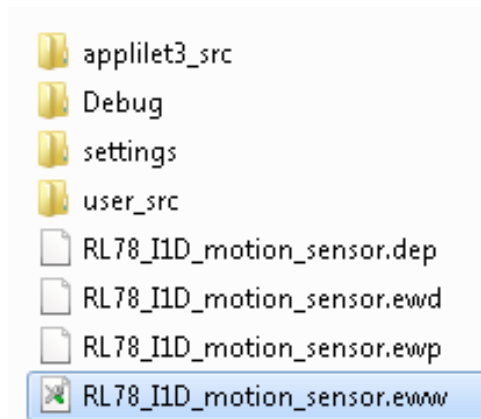 applilet3_src
Debug
settings
user_src
RL78_I1D_motion_sensor.dep
RL78_I1D_motion_sensor.ewd
RL78_I1D_motion_sensor.ewp
RL78_I1D_motion_sensor.eww